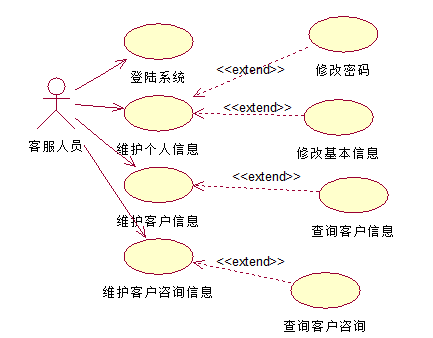 <<extend>>
登陆系统
修改密码
<<extend>>
客服人员
维护个人信息
修改基本信息
<<extend>>
维护客户信息
查询客户信息
<<extend>>
维护客户咨询信息
查询客户咨询